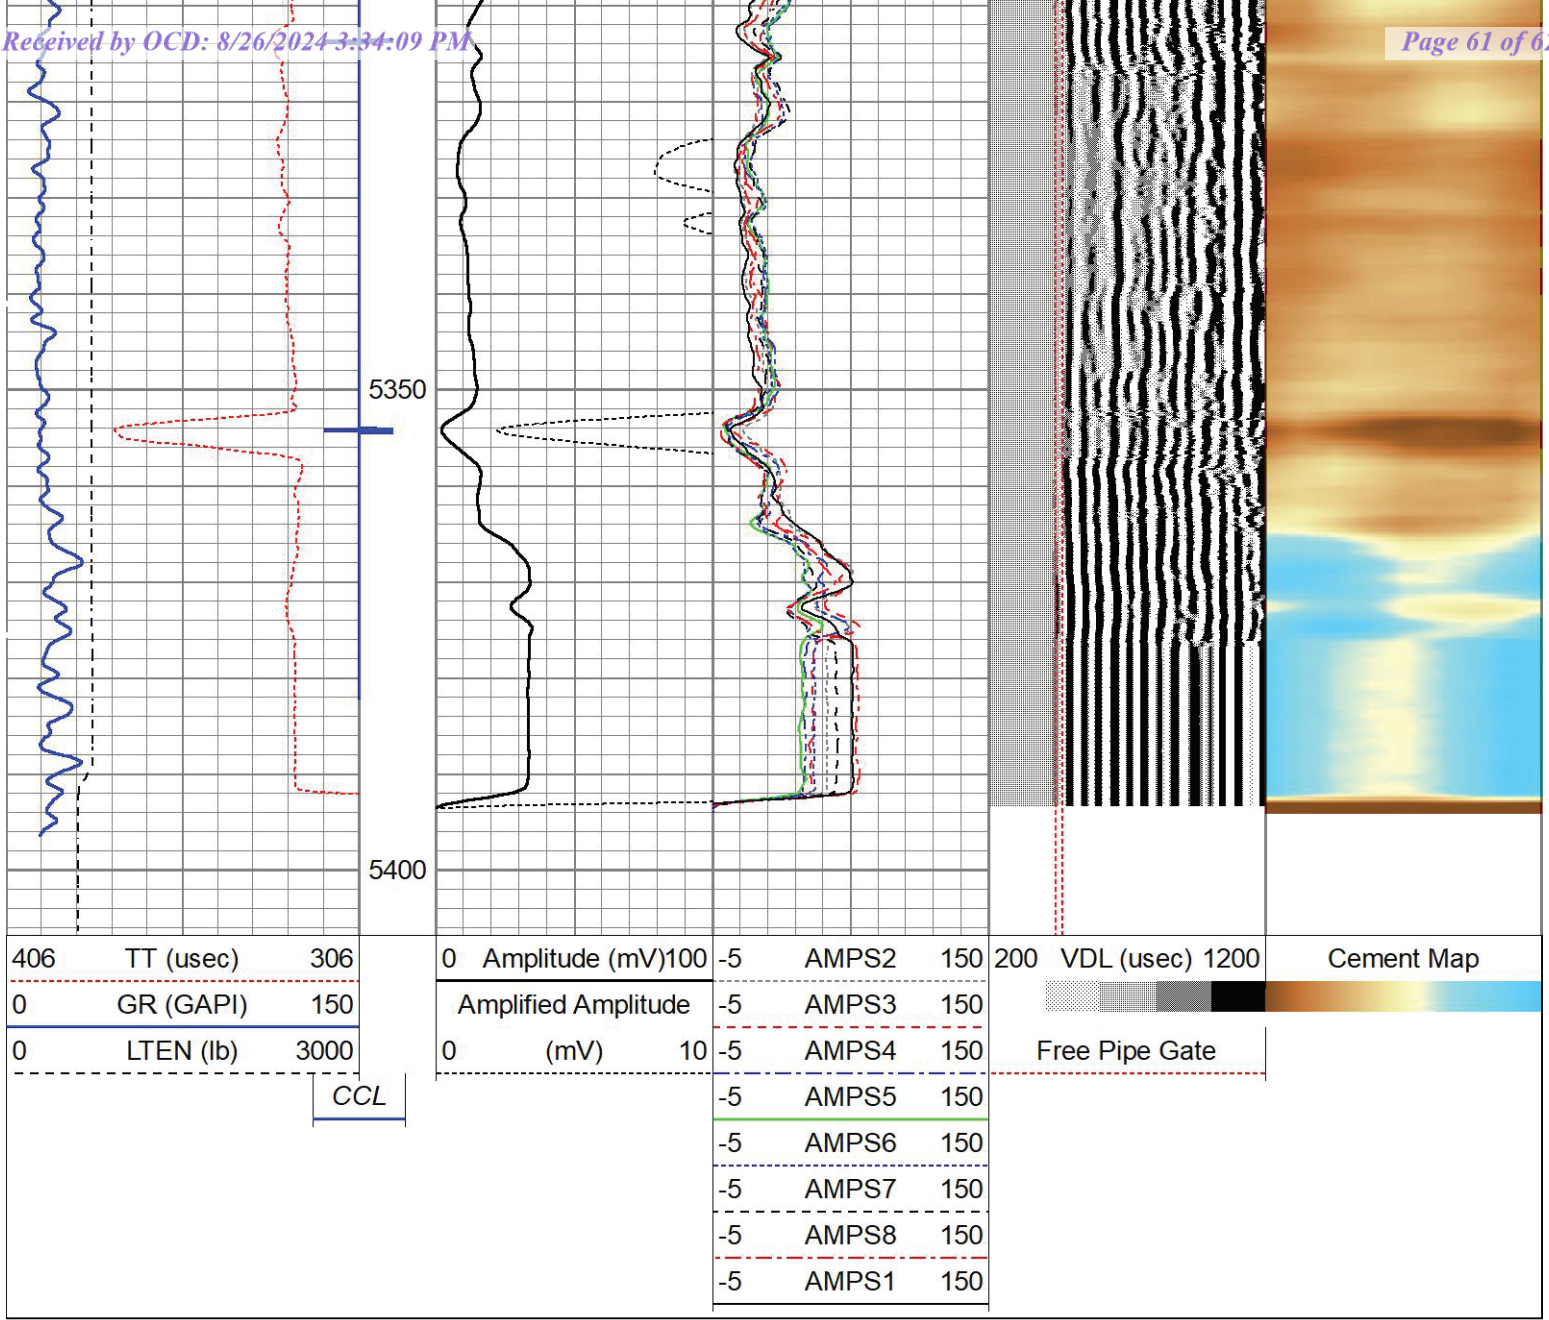 Received by OCD: 8/26/2024 3:34:09 PM
Page 61 of 62
5350
5400
406 TT (usec) 306
0 GR (GAPI) 150
0 LTEN (lb) 3000
CCL
0 Amplitude (mV)100
Amplified Amplitude
0 (mV) 10
-5 AMPS2 150
-5 AMPS3 150
-5 AMPS4 150
-5 AMPS5 150
-5 AMPS6 150
-5 AMPS7 150
-5 AMPS8 150
-5 AMPS1 150
200 VDL (usec) 1200
Free Pipe Gate
Cement Map